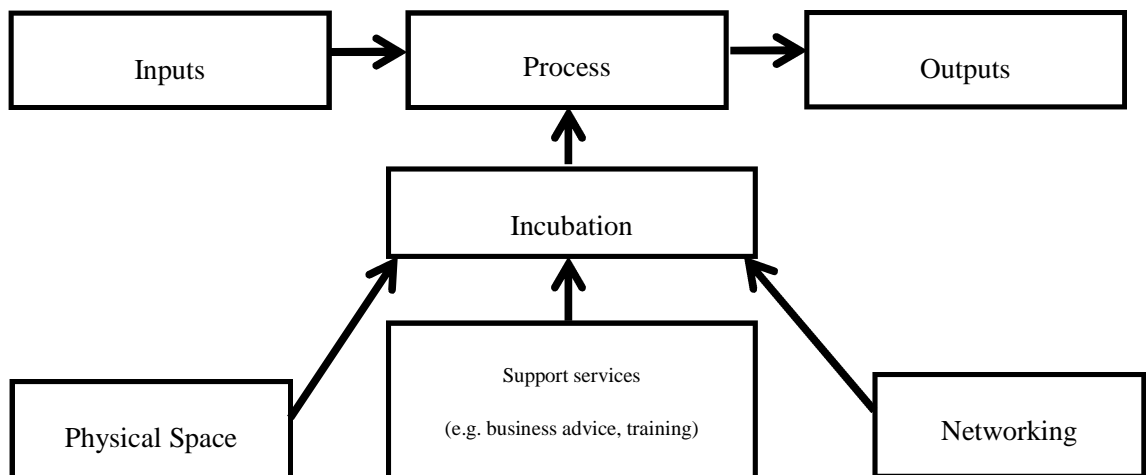 Inputs
Process
Outputs
Incubation
Support services
(e.g. business advice, training)
Physical Space
Networking